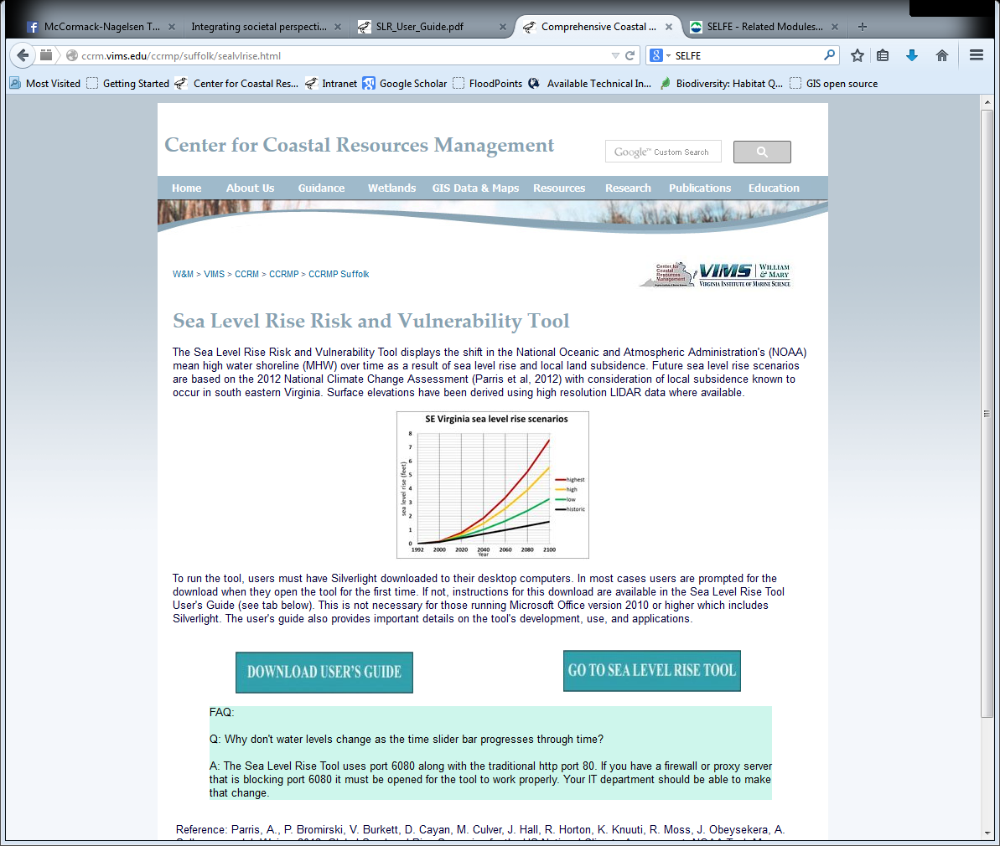 McCormack-Nagelsen T...
Integrating societal perspecti...
SLR_User_Guide.pdf
Comprehensive Coastal ...
SELFE - Related Modules...
ccrm.vims.edu/ccrmp/suffolk/sealvlrise.html
SELFE
Most Visited
Getting Started
Center for Coastal Res...
Intranet
Google Scholar
FloodPoints
Available Technical In...
Biodiversity: Habitat Q...
GIS open source
Center for Coastal Resources Management
Google™ Custom Search
Home About Us Guidance Wetlands GIS Data & Maps Resources Research Publications Education
W&M > VIMS > CCRM > CCRMP > CCRMP Suffolk
Center for
Coastal
Resources
Management
VIMS
WILLIAM
& MARY
VIRGINIA INSTITUTE OF MARINE SCIENCE
Sea Level Rise Risk and Vulnerability Tool
The Sea Level Rise Risk and Vulnerability Tool displays the shift in the National Oceanic and Atmospheric Administration's (NOAA)
mean high water shoreline (MHW) over time as a result of sea level rise and local land subsidence. Future sea level rise scenarios
are based on the 2012 National Climate Change Assessment (Parris et al, 2012) with consideration of local subsidence known to
occur in south eastern Virginia. Surface elevations have been derived using high resolution LIDAR data where available.
SE Virginia sea level rise scenarios
8
7
6
5
4
3
2
1
0
sea level rise (feet)
1992 2000 2020 2040 2060 2080 2100
Year
highest
high
low
historic
To run the tool, users must have Silverlight downloaded to their desktop computers. In most cases users are prompted for the
download when they open the tool for the first time. If not, instructions for this download are available in the Sea Level Rise Tool
User's Guide (see tab below). This is not necessary for those running Microsoft Office version 2010 or higher which includes
Silverlight. The user's guide also provides important details on the tool's development, use, and applications.
DOWNLOAD USER'S GUIDE
GO TO SEA LEVEL RISE TOOL
FAQ:
Q: Why don't water levels change as the time slider bar progresses through time?
A: The Sea Level Rise Tool uses port 6080 along with the traditional http port 80. If you have a firewall or proxy server
that is blocking port 6080 it must be opened for the tool to work properly. Your IT department should be able to make
that change.
Reference: Parris, A., P. Bromirski, V. Burkett, D. Cayan, M. Culver, J. Hall, R. Horton, K. Knuuti, R. Moss, J. Obeysekera, A.